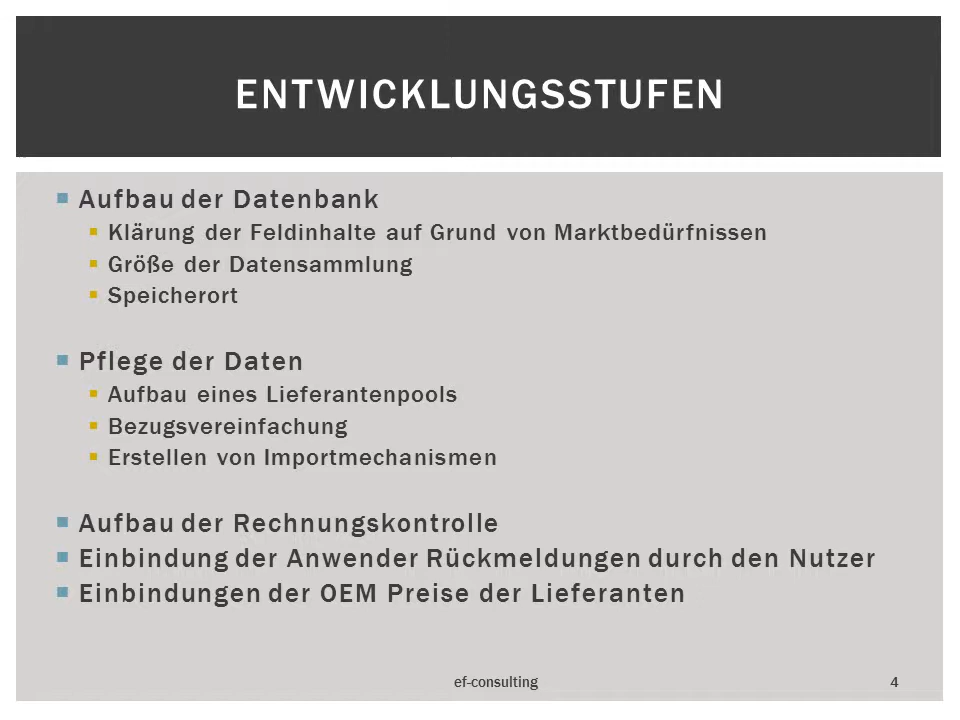 ENTWICKLUNGSSTUFEN
Aufbau der Datenbank
Klärung der Feldinhalte auf Grund von Marktbedürfnissen
Größe der Datensammlung
Speicherort
Pflege der Daten
Aufbau eines Lieferantenpools
Bezugsvereinfachung
Erstellen von Importmechanismen
Aufbau der Rechnungskontrolle
Einbindung der Anwender Rückmeldungen durch den Nutzer
Einbindungen der OEM Preise der Lieferanten
ef-consulting
4